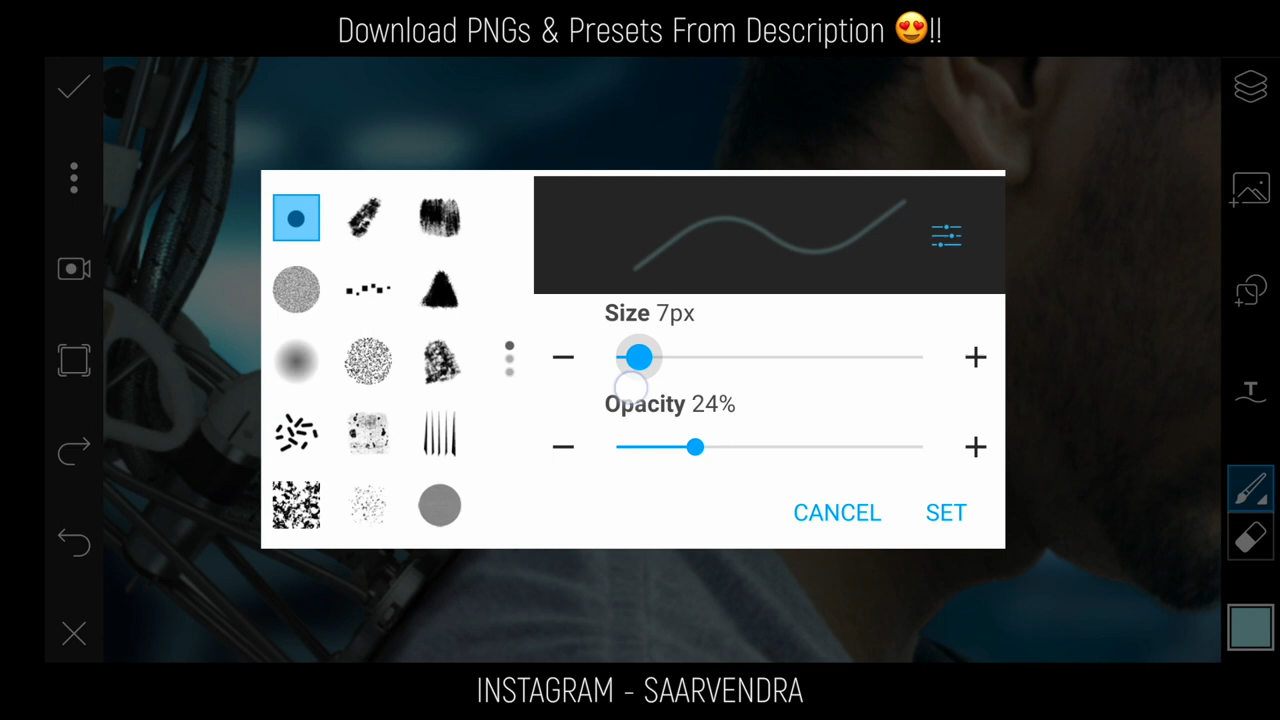 Download PNGs & Presets From Description 😍!!
Size 7px
Opacity 24%
CANCEL SET
T
INSTAGRAM - SAARVENDRA